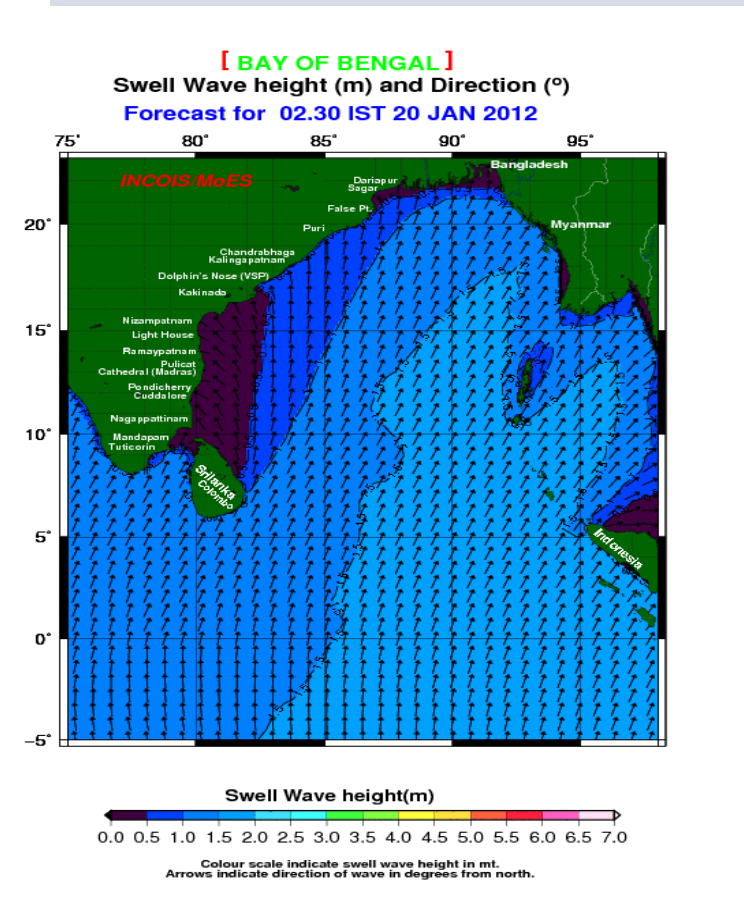 [ BAY OF BENGAL ]
Swell Wave height (m) and Direction (º)
Forecast for 02.30 IST 20 JAN 2012
75° 80° 85° 90° 95°
Bangladesh
INCOIS/MoES
Dariapur
Sagar
False Pt.
20°
Myanmar
Puri
Chandrabhaga
Kalingapatnam
Dolphin's Nose (VSP)
Kakinada
Nizampatnam
15°
Light House
Ramaypatnam
Pulicat
Cathedral (Madras)
Pondicherry
Cuddalore
Nagappattinam
10°
Mandapam
Tuticorin
Srilanka
Colombo
5°
Indonesia
0°
-5°
Swell Wave height(m)
0.0 0.5 1.0 1.5 2.0 2.5 3.0 3.5 4.0 4.5 5.0 5.5 6.0 6.5 7.0
Colour scale indicate swell wave height in mt.
Arrows indicate direction of wave in degrees from north.